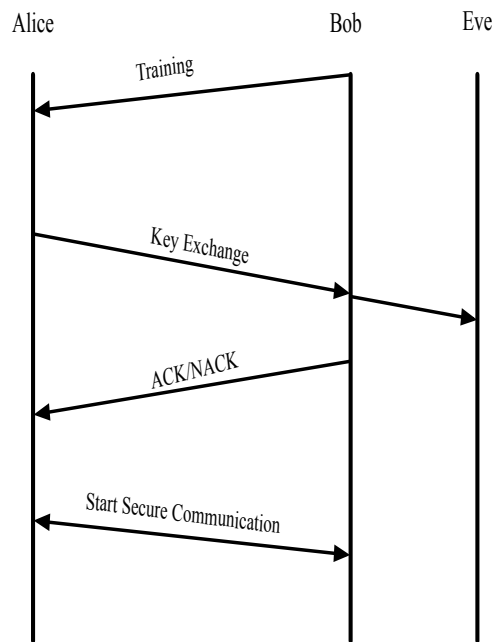 Alice
Bob
Eve
Training
Key Exchange
ACK/NACK
Start Secure Communication